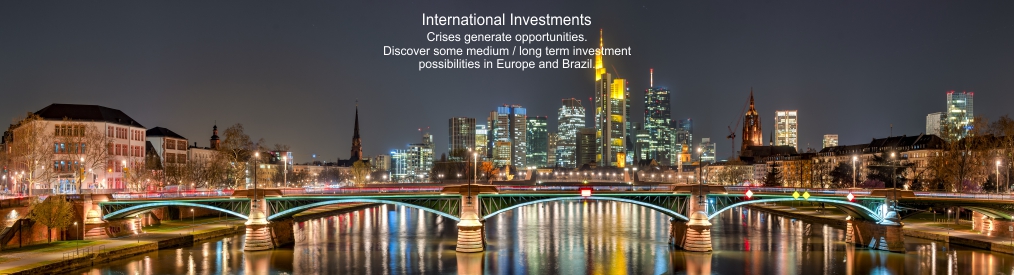 International Investments
Crises generate opportunities.
Discover some medium / long term investment
possibilities in Europe and Brazil.